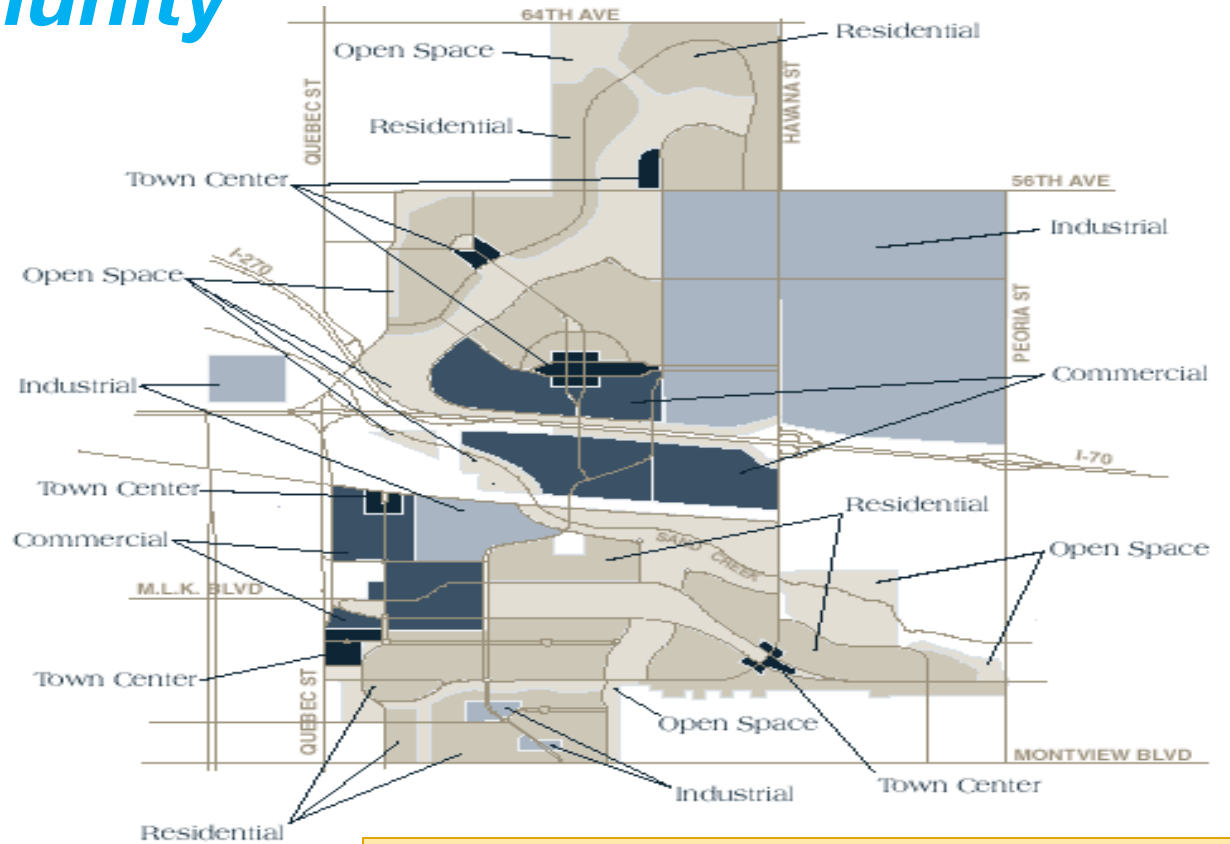 unity
64TH AVE
Residential
Open Space
QUEBEC ST
HAVANA ST
Residential
Town Center
56TH AVE
Industrial
I-270
Open Space
PEORIA ST
Industrial
Commercial
I-70
Town Center
Residential
Commercial
SAND CREEK
Open Space
M.L.K. BLVD
Town Center
QUEBEC ST
Open Space
MONTVIEW BLVD
Town Center
Industrial
Residential